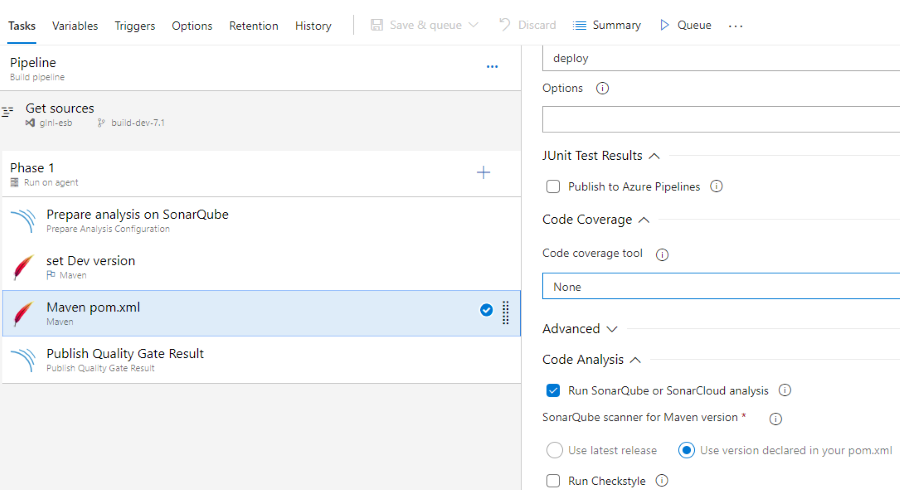 Tasks Variables Triggers Options Retention History Save & queue Discard Summary Queue ...
Pipeline
Build pipeline
Get sources
ginl-esb build-dev-7.1
Phase 1
Run on agent
Prepare analysis on SonarQube
Prepare Analysis Configuration
set Dev version
Maven
Maven pom.xml
Maven
Publish Quality Gate Result
Publish Quality Gate Result
deploy
Options
JUnit Test Results
Publish to Azure Pipelines
Code Coverage
Code coverage tool
None
Advanced
Code Analysis
Run SonarQube or SonarCloud analysis
SonarQube scanner for Maven version *
Use latest release Use version declared in your pom.xml
Run Checkstyle